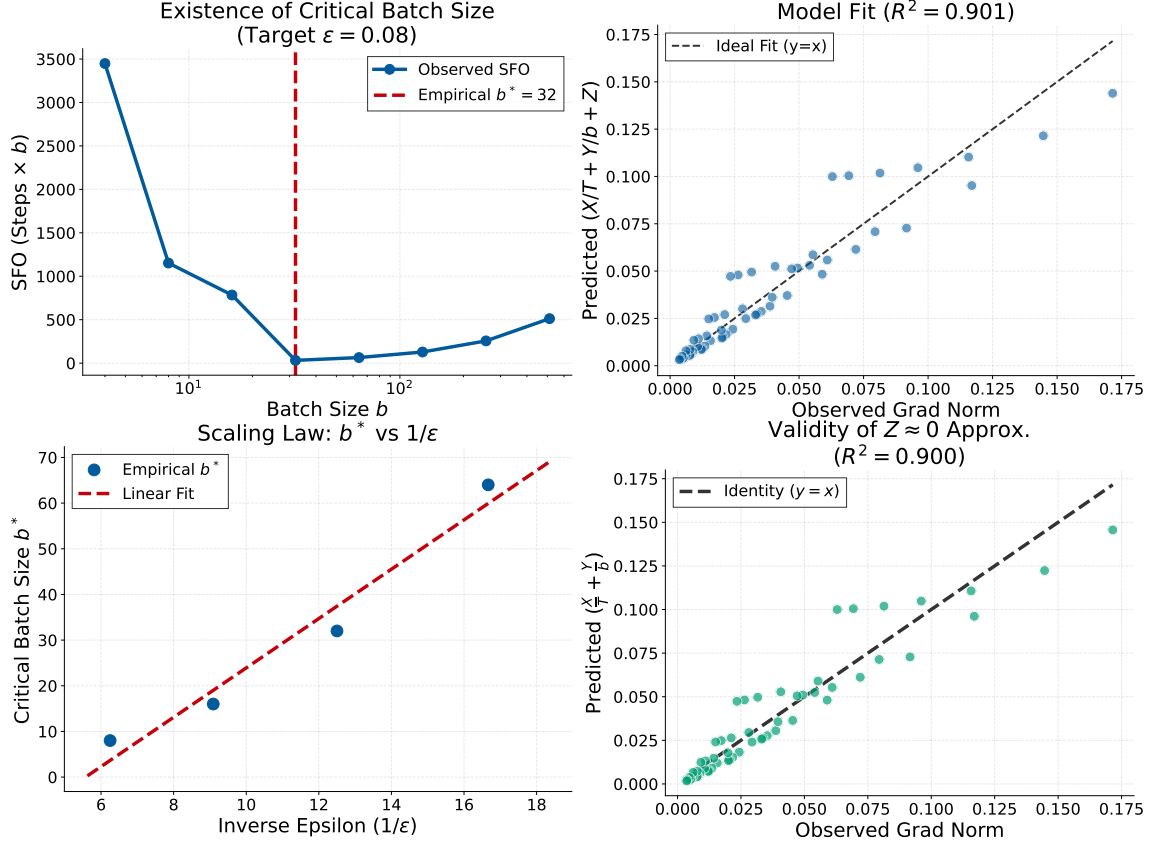 Existence of Critical Batch Size
(Target ε = 0.08)
SFO (Steps × b)
3500
3000
2500
2000
1500
1000
500
0
10¹
10²
Batch Size b
Observed SFO
Empirical b* = 32
Model Fit (R² = 0.901)
Predicted (X/T + Y/b + Z)
0.175
0.150
0.125
0.100
0.075
0.050
0.025
0.000
0.000 0.025 0.050 0.075 0.100 0.125 0.150 0.175
Observed Grad Norm
Ideal Fit (y=x)
Scaling Law: b* vs 1/ε
Critical Batch Size b*
70
60
50
40
30
20
10
0
6 8 10 12 14 16 18
Inverse Epsilon (1/ε)
Empirical b*
Linear Fit
Validity of Z ≈ 0 Approx.
(R² = 0.900)
Predicted (X/T + Y/b)
0.175
0.150
0.125
0.100
0.075
0.050
0.025
0.000
0.000 0.025 0.050 0.075 0.100 0.125 0.150 0.175
Observed Grad Norm
Identity (y = x)